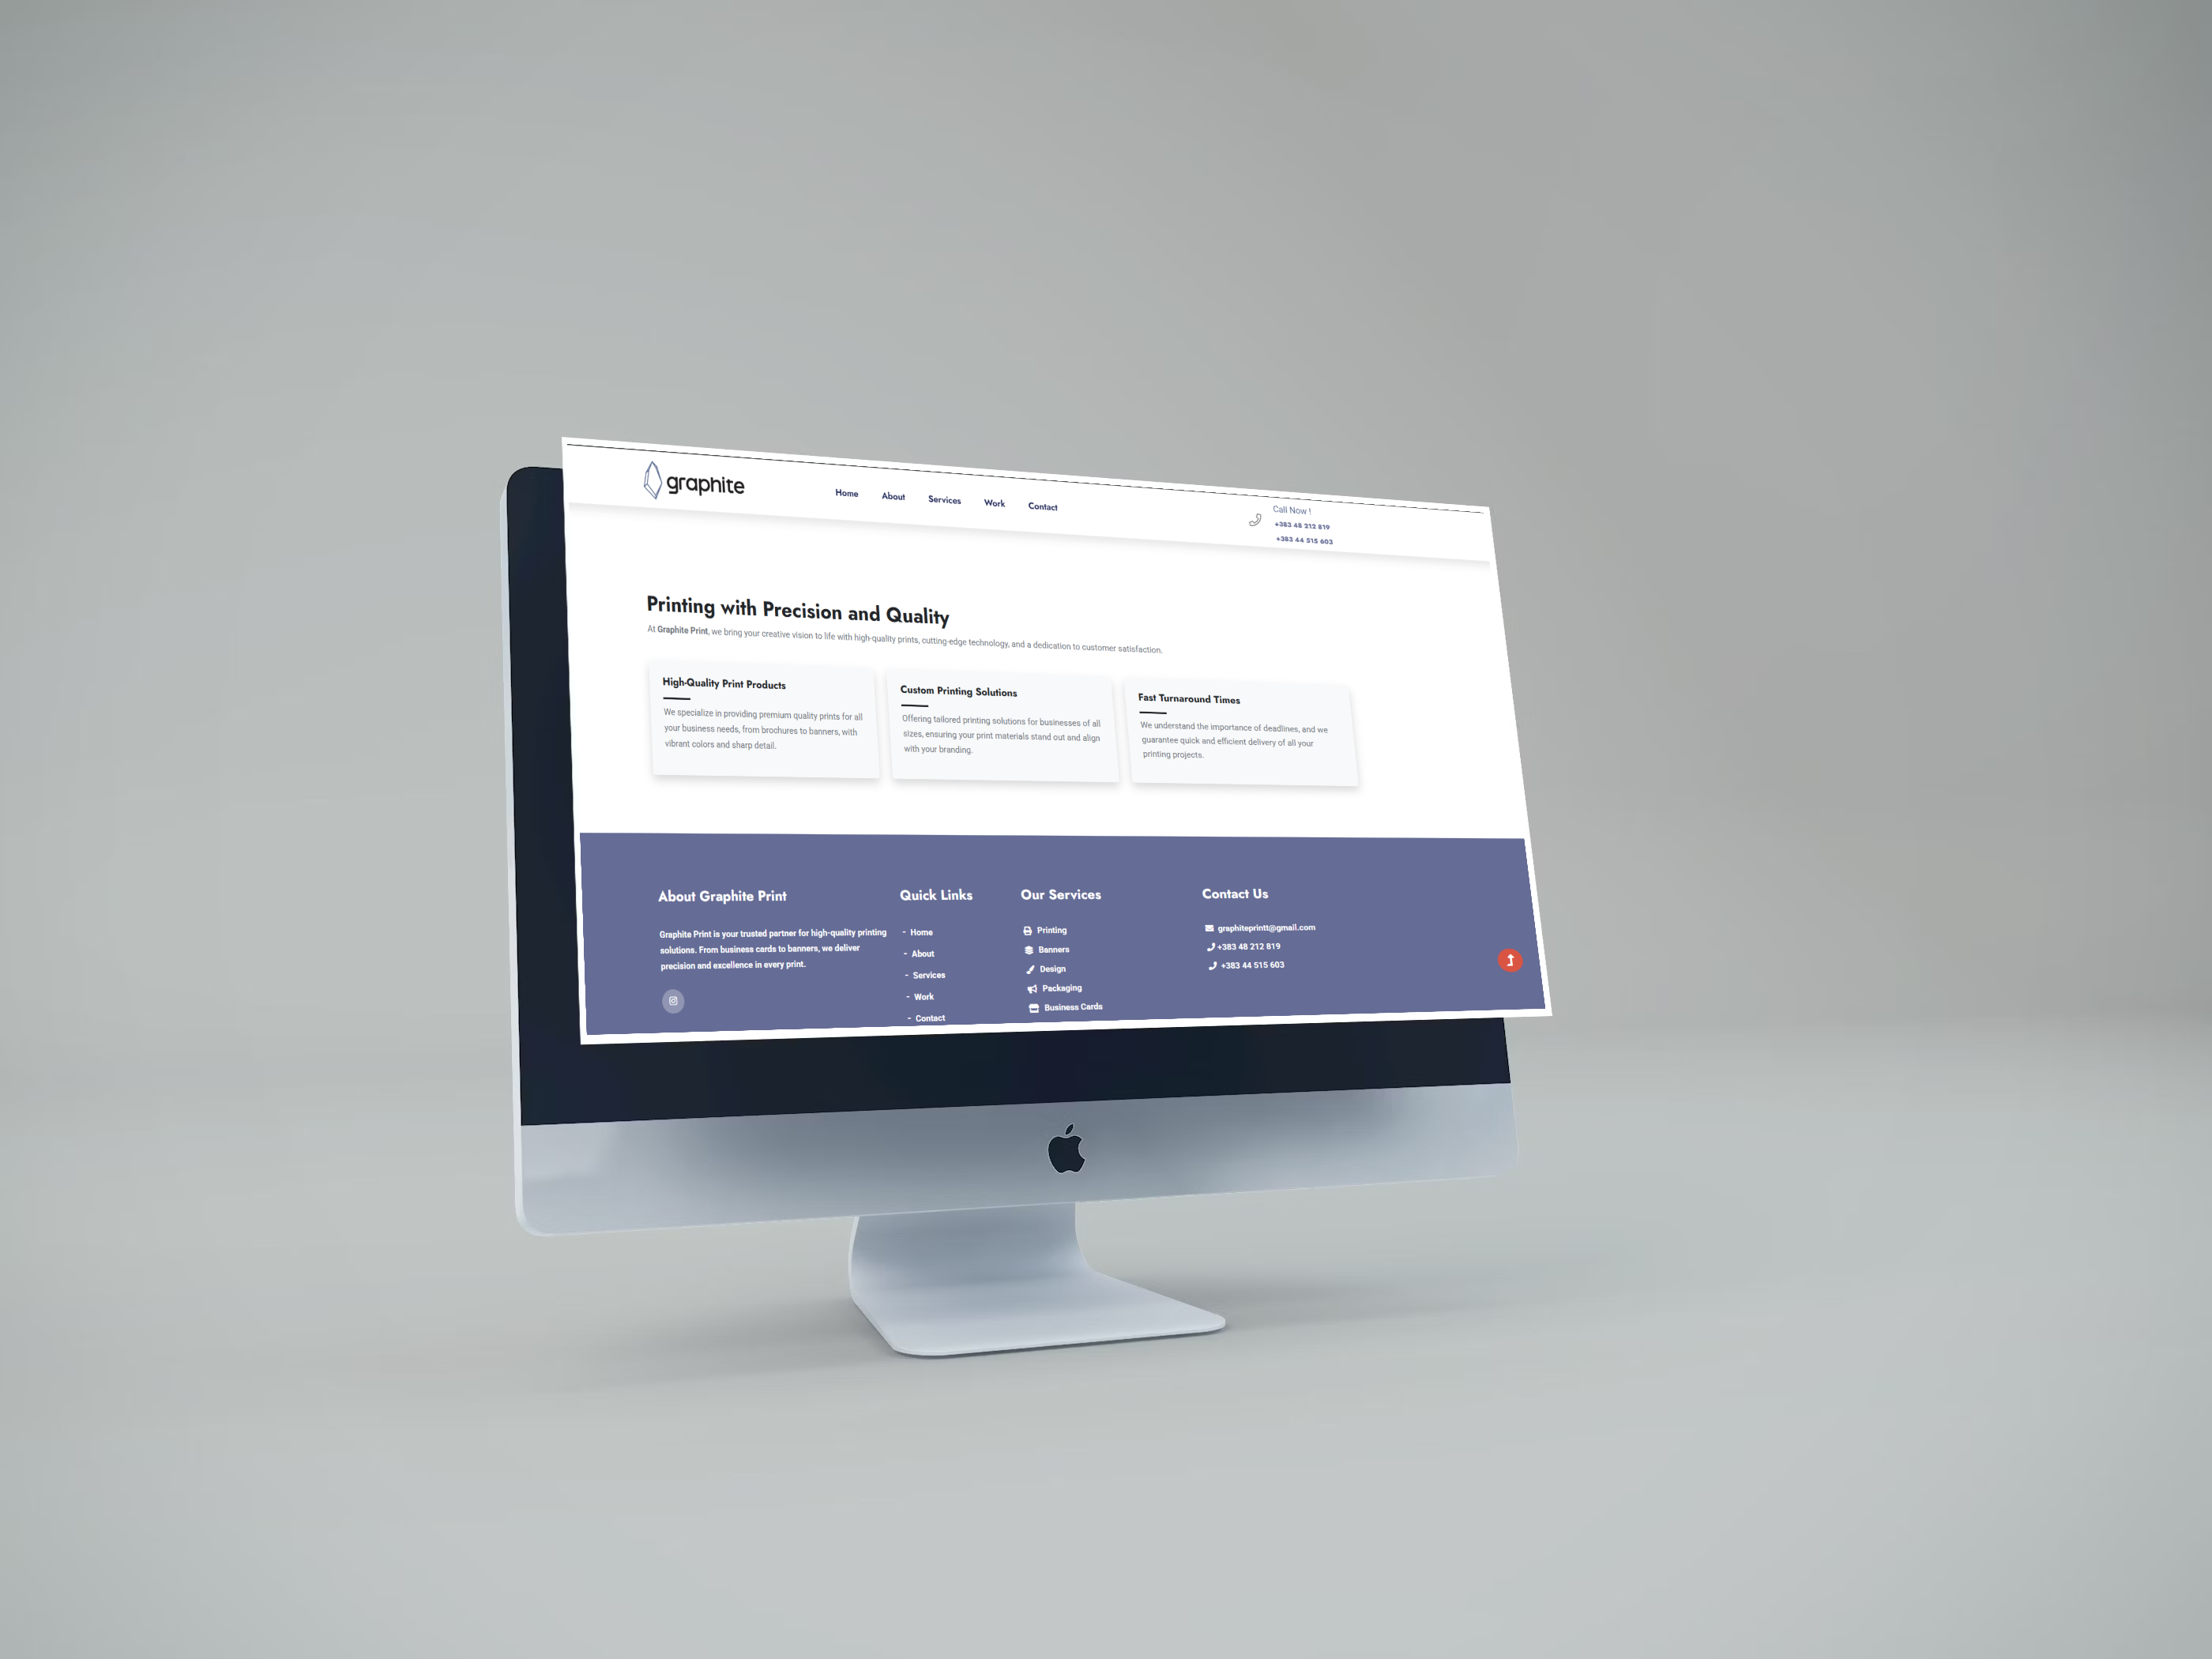 graphite
Home About Services Work Contact
Call Now !
+383 48 212 819
+383 44 515 603
Printing with Precision and Quality
At Graphite Print, we bring your creative vision to life with high-quality prints, cutting-edge technology, and a dedication to customer satisfaction.
High-Quality Print Products
We specialize in providing premium quality prints for all
your business needs, from brochures to banners, with
vibrant colors and sharp detail.
Custom Printing Solutions
Offering tailored printing solutions for businesses of all
sizes, ensuring your print materials stand out and align
with your branding.
Fast Turnaround Times
We understand the importance of deadlines, and we
guarantee quick and efficient delivery of all your
printing projects.
About Graphite Print
Graphite Print is your trusted partner for high-quality printing
solutions. From business cards to banners, we deliver
precision and excellence in every print.
Quick Links
- Home
- About
- Services
- Work
- Contact
Our Services
Printing
Banners
Design
Packaging
Business Cards
Contact Us
graphiteprintt@gmail.com
+383 48 212 819
+383 44 515 603